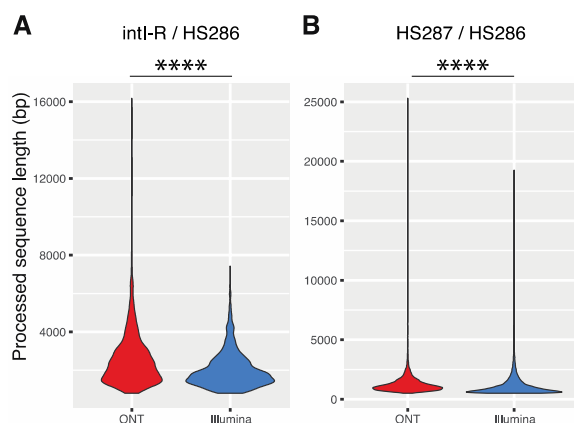 A
intI-R / HS286
****
Processed sequence length (bp)
16000
12000
8000
4000
ONT
Illumina
B
HS287 / HS286
****
25000
20000
15000
10000
5000
0
ONT
Illumina